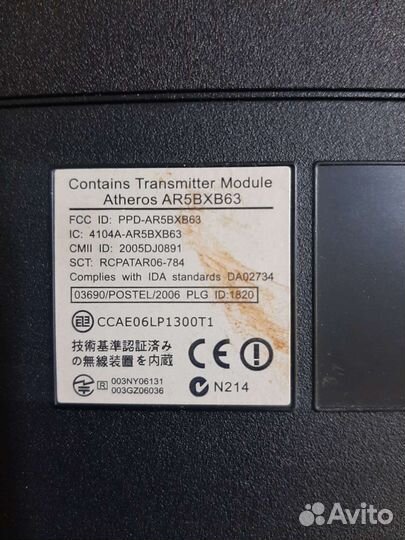 Contains Transmitter Module
Atheros AR5BXB63
FCC ID: PPD-AR5BXB63
IC: 4104A-AR5BXB63
CMII ID: 2005DJ0891
SCT: RCPATAR06-784
Complies with IDA standards DA02734
03690/POSTEL/2006 PLG ID:1820
CCAE06LP1300T1
技術基準認証済み
の無線装置を内蔵
CE
R 003NY06131
003GZ06036
N214
Avito